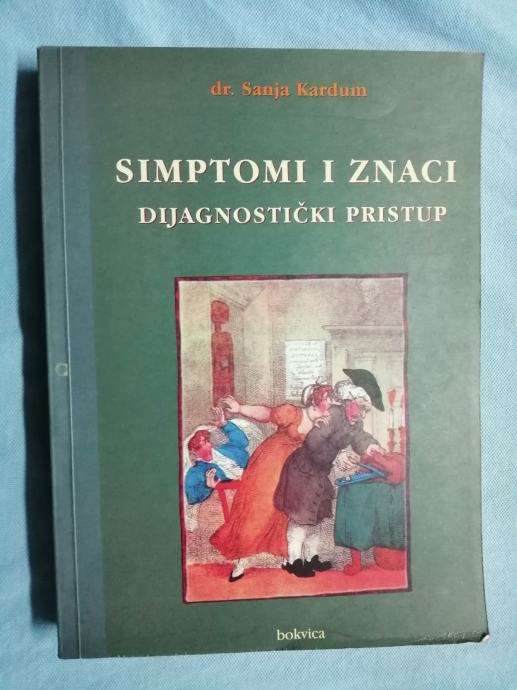 dr. Sanja Kardum
SIMPTOMI I ZNACI
DIJAGNOSTIČKI PRISTUP
bokvica